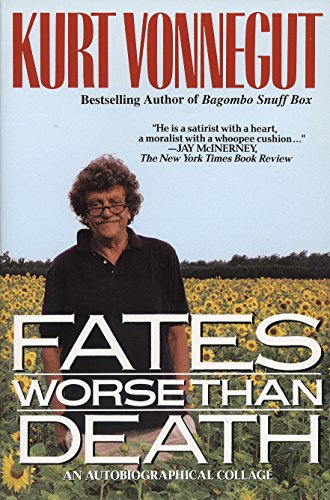 KURT VONNEGUT
Bestselling Author of Bagombo Snuff Box
"He is a satirist with a heart,
a moralist with a whoopee cushion..."
—JAY McINERNEY,
The New York Times Book Review
FATES
WORSE THAN
DEATH
AN AUTOBIOGRAPHICAL COLLAGE